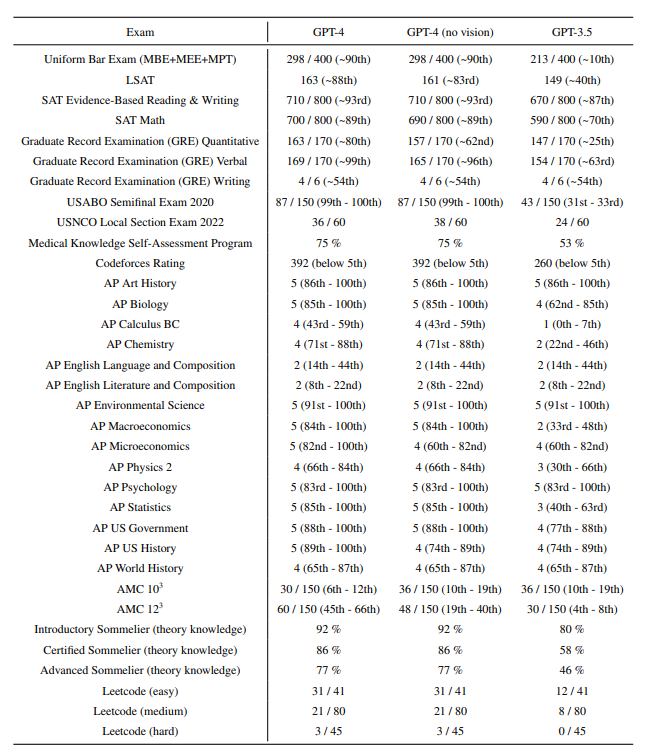 Exam GPT-4 GPT-4 (no vision) GPT-3.5
Uniform Bar Exam (MBE+MEE+MPT) 298 / 400 (~90th) 298 / 400 (~90th) 213 / 400 (~10th)
LSAT 163 (~88th) 161 (~83rd) 149 (~40th)
SAT Evidence-Based Reading & Writing 710 / 800 (~93rd) 710 / 800 (~93rd) 670 / 800 (~87th)
SAT Math 700 / 800 (~89th) 690 / 800 (~89th) 590 / 800 (~70th)
Graduate Record Examination (GRE) Quantitative 163 / 170 (~80th) 157 / 170 (~62nd) 147 / 170 (~25th)
Graduate Record Examination (GRE) Verbal 169 / 170 (~99th) 165 / 170 (~96th) 154 / 170 (~63rd)
Graduate Record Examination (GRE) Writing 4 / 6 (~54th) 4 / 6 (~54th) 4 / 6 (~54th)
USABO Semifinal Exam 2020 87 / 150 (99th - 100th) 87 / 150 (99th - 100th) 43 / 150 (31st - 33rd)
USNCO Local Section Exam 2022 36 / 60 38 / 60 24 / 60
Medical Knowledge Self-Assessment Program 75 % 75 % 53 %
Codeforces Rating 392 (below 5th) 392 (below 5th) 260 (below 5th)
AP Art History 5 (86th - 100th) 5 (86th - 100th) 5 (86th - 100th)
AP Biology 5 (85th - 100th) 5 (85th - 100th) 4 (62nd - 85th)
AP Calculus BC 4 (43rd - 59th) 4 (43rd - 59th) 1 (0th - 7th)
AP Chemistry 4 (71st - 88th) 4 (71st - 88th) 2 (22nd - 46th)
AP English Language and Composition 2 (14th - 44th) 2 (14th - 44th) 2 (14th - 44th)
AP English Literature and Composition 2 (8th - 22nd) 2 (8th - 22nd) 2 (8th - 22nd)
AP Environmental Science 5 (91st - 100th) 5 (91st - 100th) 5 (91st - 100th)
AP Macroeconomics 5 (84th - 100th) 5 (84th - 100th) 2 (33rd - 48th)
AP Microeconomics 5 (82nd - 100th) 4 (60th - 82nd) 4 (60th - 82nd)
AP Physics 2 4 (66th - 84th) 4 (66th - 84th) 3 (30th - 66th)
AP Psychology 5 (83rd - 100th) 5 (83rd - 100th) 5 (83rd - 100th)
AP Statistics 5 (85th - 100th) 5 (85th - 100th) 3 (40th - 63rd)
AP US Government 5 (88th - 100th) 5 (88th - 100th) 4 (77th - 88th)
AP US History 5 (89th - 100th) 4 (74th - 89th) 4 (74th - 89th)
AP World History 4 (65th - 87th) 4 (65th - 87th) 4 (65th - 87th)
AMC 10³ 30 / 150 (6th - 12th) 36 / 150 (10th - 19th) 36 / 150 (10th - 19th)
AMC 12³ 60 / 150 (45th - 66th) 48 / 150 (19th - 40th) 30 / 150 (4th - 8th)
Introductory Sommelier (theory knowledge) 92 % 92 % 80 %
Certified Sommelier (theory knowledge) 86 % 86 % 58 %
Advanced Sommelier (theory knowledge) 77 % 77 % 46 %
Leetcode (easy) 31 / 41 31 / 41 12 / 41
Leetcode (medium) 21 / 80 21 / 80 8 / 80
Leetcode (hard) 3 / 45 3 / 45 0 / 45